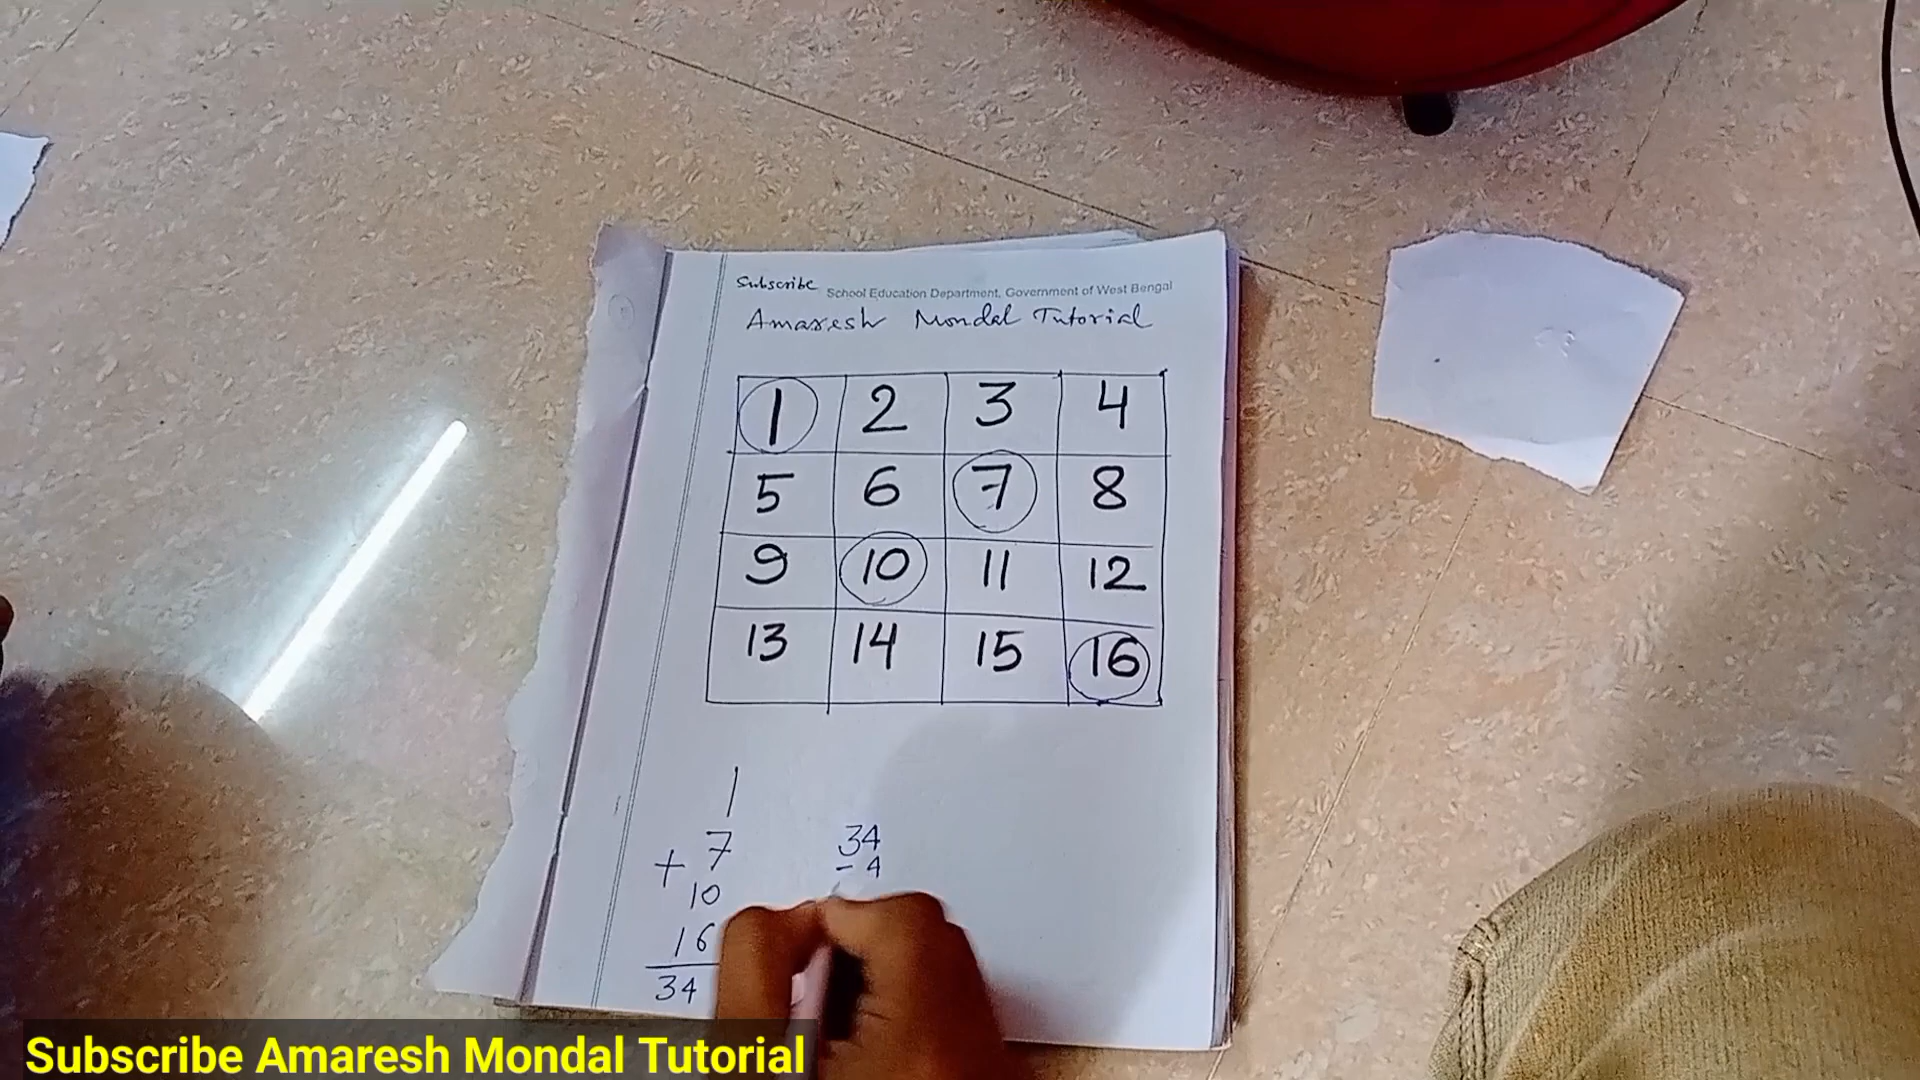 Subscribe School Education Department, Government of West Bengal
Amaresh Mondal Tutorial
1 2 3 4
5 6 7 8
9 10 11 12
13 14 15 16
1
+ 7
10
16
34
34
- 4
Subscribe Amaresh Mondal Tutorial